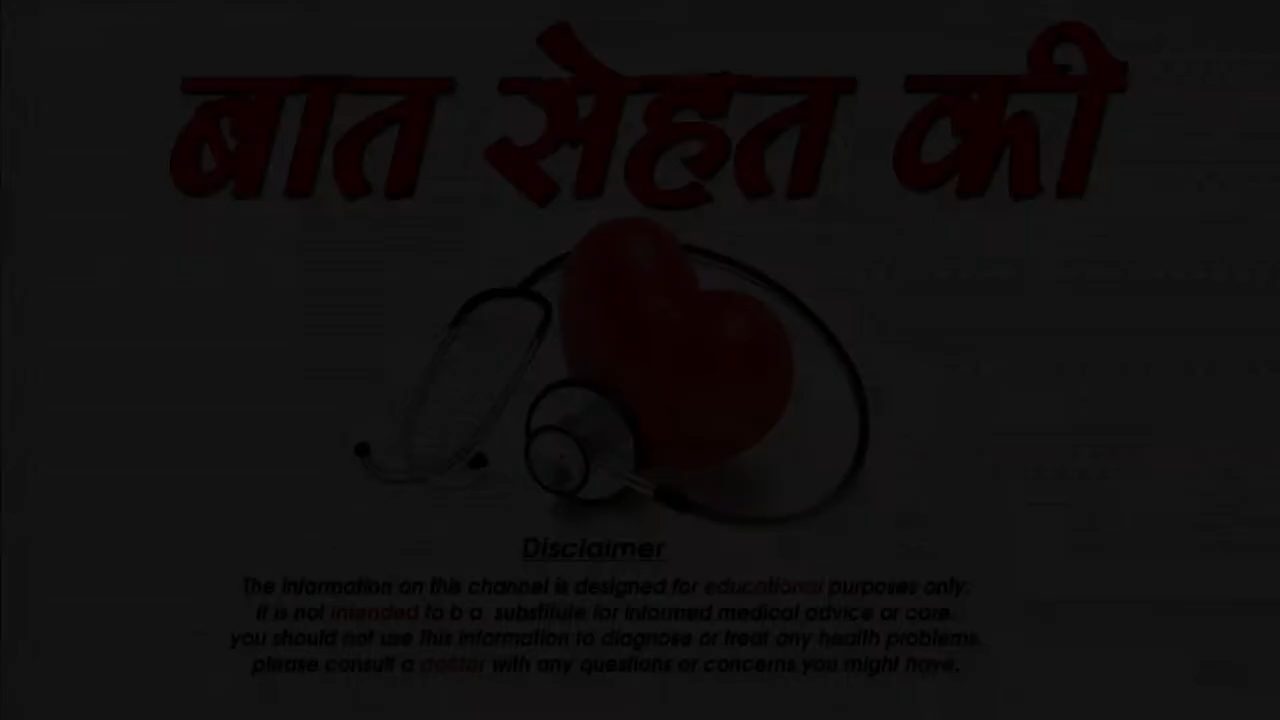 बात सेहत की
Disclaimer
The information on this channel is designed for educational purposes only.
it is not intended to b a substitute for informed medical advice or care.
you should not use this information to diagnose or treat any health problems.
please consult a doctor with any questions or concerns you might have.